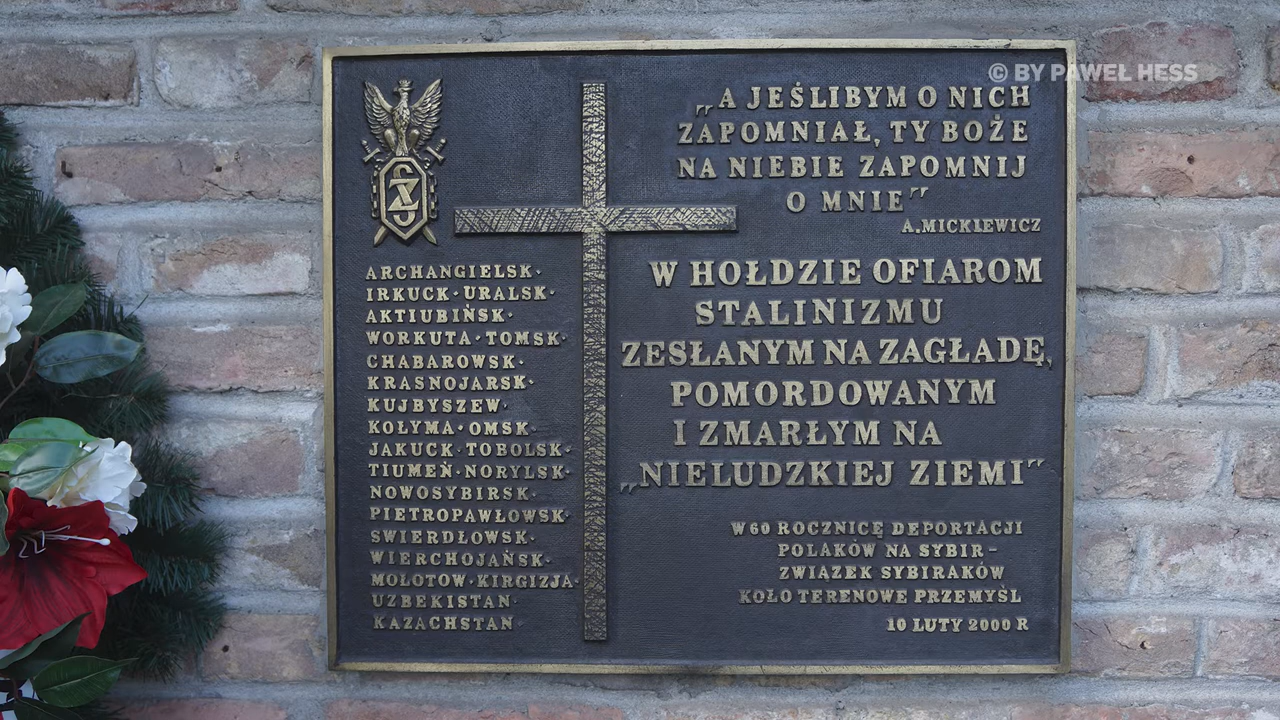 © BY PAWEL HESS
„A JEŚLIBYM O NICH
ZAPOMNIAŁ, TY BOŻE
NA NIEBIE ZAPOMNIJ
O MNIE”
A. MICKIEWICZ
W HOŁDZIE OFIAROM
STALINIZMU
ZESŁANYM NA ZAGŁADĘ,
POMORDOWANYM
I ZMARŁYM NA
„NIELUDZKIEJ ZIEMI”
W 60 ROCZNICĘ DEPORTACJI
POLAKÓW NA SYBIR –
ZWIĄZEK SYBIRAKÓW
KOŁO TERENOWE PRZEMYŚL
10 LUTY 2000 R
ZS
ARCHANGIELSK·
IRKUCK·URALSK·
AKTIUBIŃSK·
WORKUTA·TOMSK·
CHABAROWSK·
KRASNOJARSK·
KUJBYSZEW·
KOŁYMA·OMSK·
JAKUCK·TOBOLSK·
TIUMEŃ·NORYLSK·
NOWOSYBIRSK·
PIETROPAWŁOWSK·
SWIERDŁOWSK·
WIERCHOJAŃSK·
MOŁOTOW·KIRGIZJA·
UZBEKISTAN·
KAZACHSTAN·